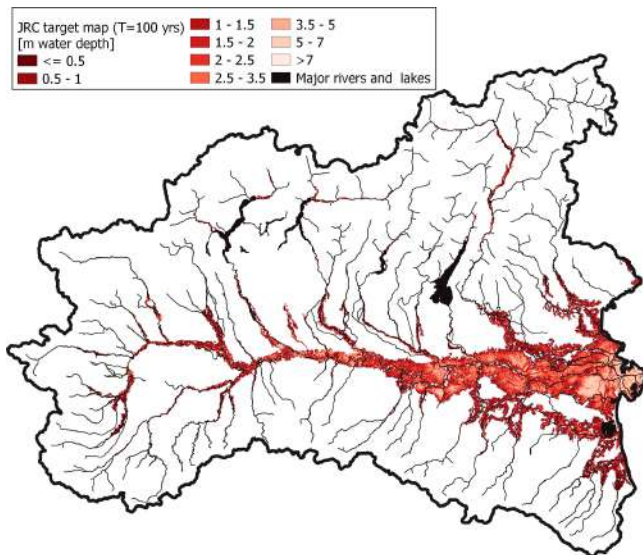 JRC target map (T=100 yrs)
[m water depth]
<= 0.5
0.5 - 1
1 - 1.5
1.5 - 2
2 - 2.5
2.5 - 3.5
3.5 - 5
5 - 7
>7
Major rivers and lakes